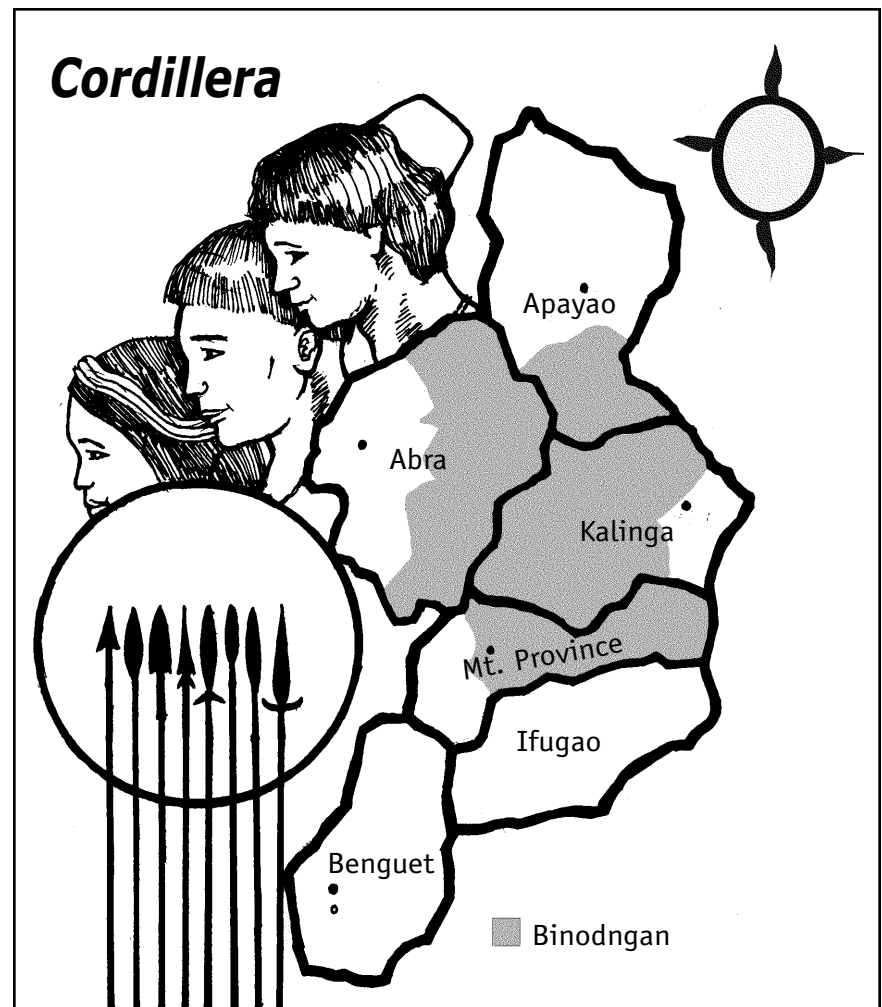 Cordillera
Apayao
Abra
Kalinga
Mt. Province
Ifugao
Benguet
Binodngan